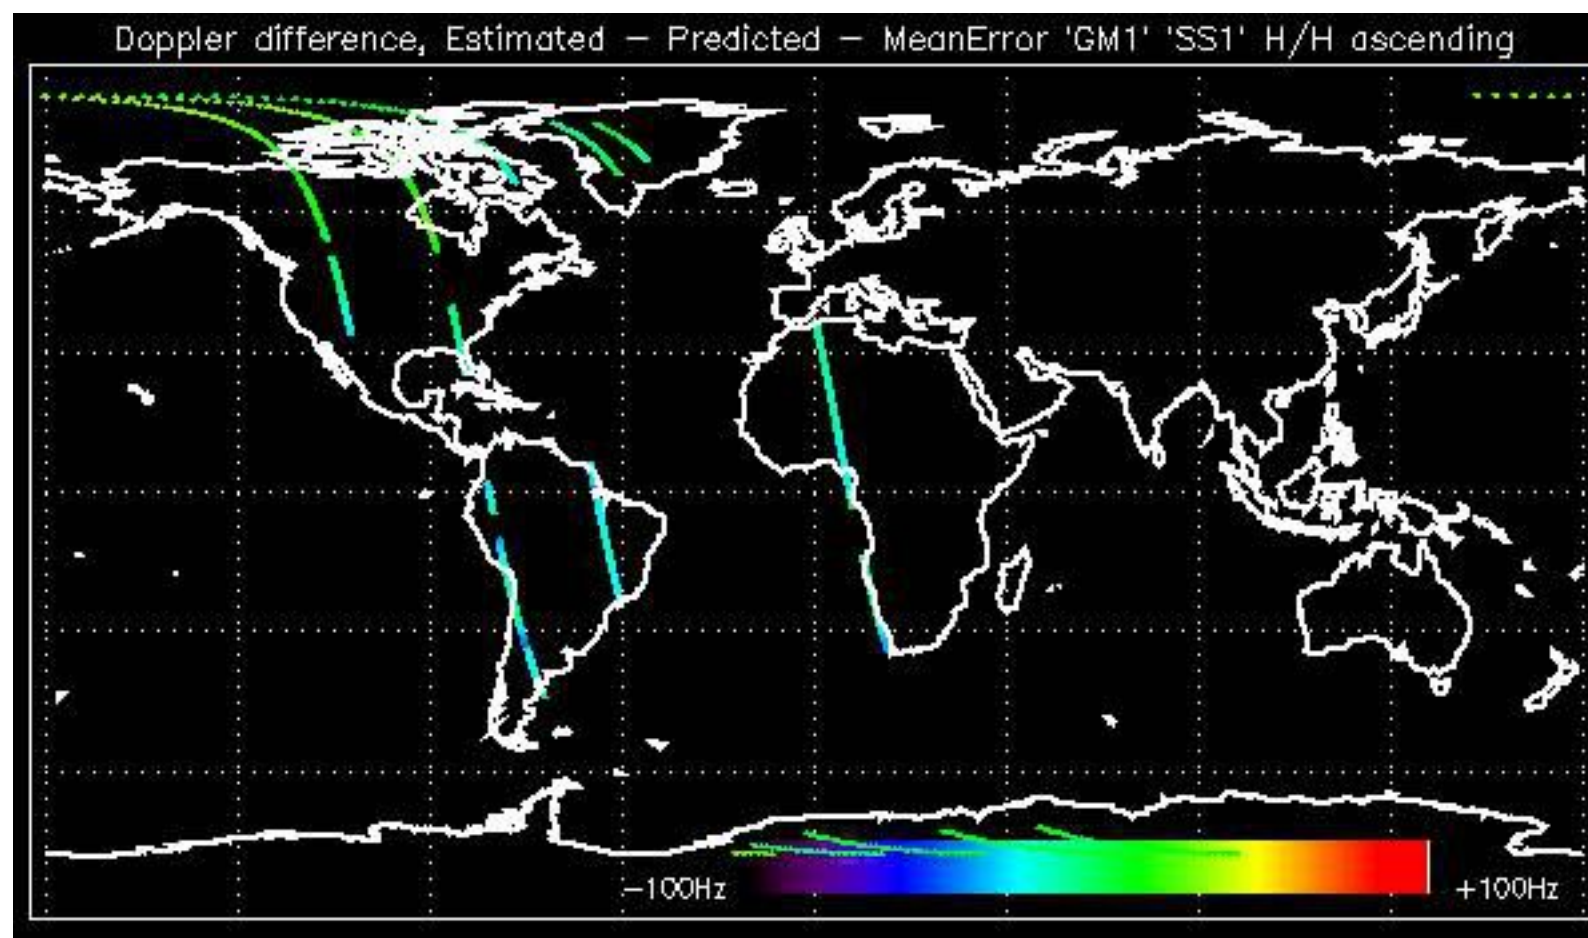 Doppler difference, Estimated – Predicted – MeanError 'GM1' 'SS1' H/H ascending
-100Hz +100Hz